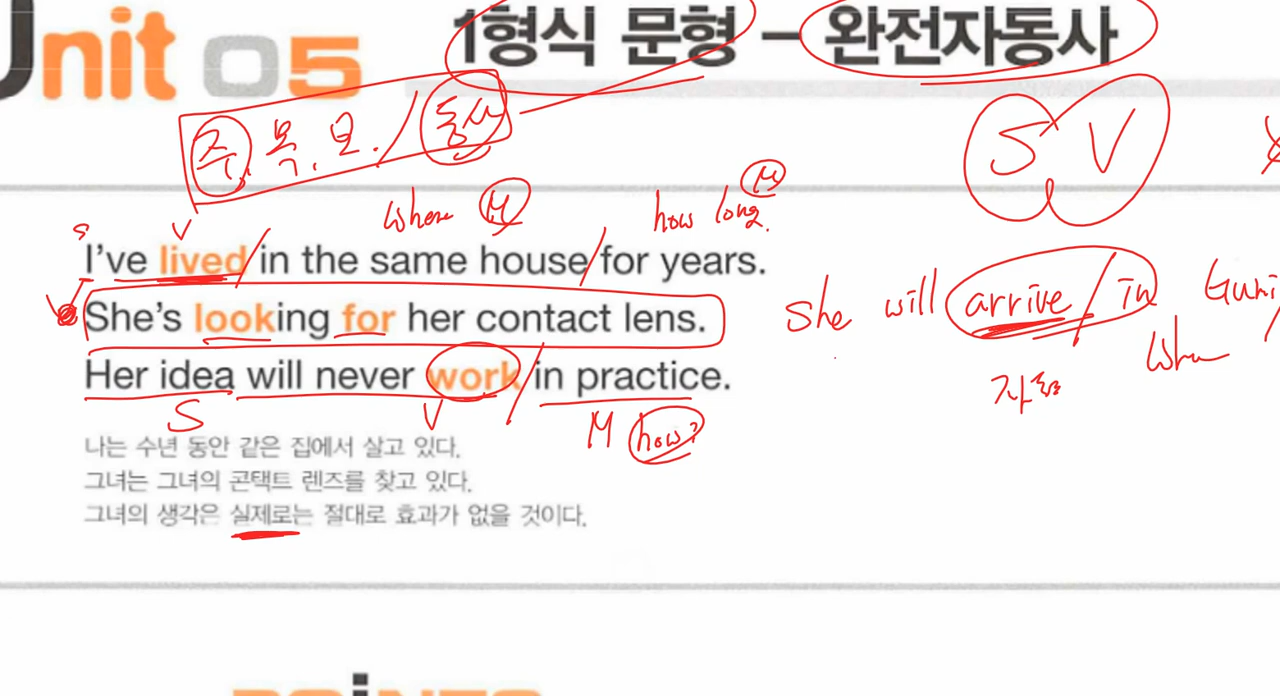 Unit 05 1형식 문형 – 완전자동사
주. 목. 보. / 동사
S V
where M how long. M
S V
I've lived / in the same house / for years.
She's looking for her contact lens.
She will arrive / in Gumi /
자동 Where
Her idea will never work / in practice.
S V M how?
나는 수년 동안 같은 집에서 살고 있다.
그녀는 그녀의 콘택트 렌즈를 찾고 있다.
그녀의 생각은 실제로는 절대로 효과가 없을 것이다.
POINTS